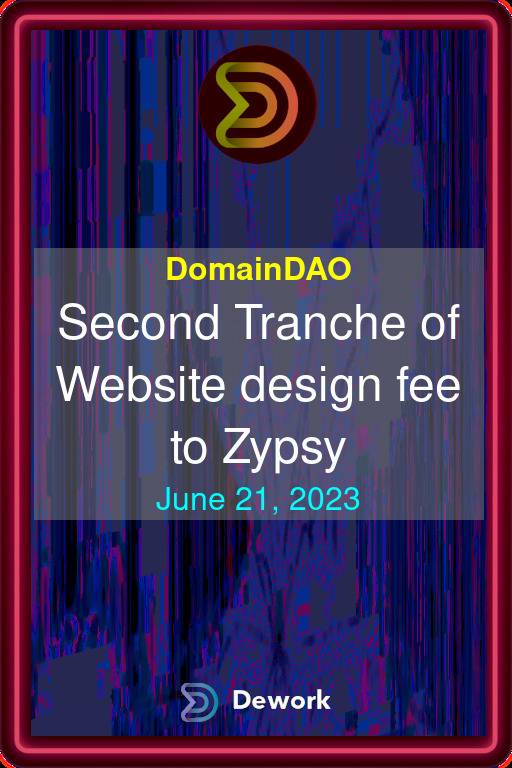 DomainDAO
Second Tranche of
Website design fee
to Zypsy
June 21, 2023
Dework